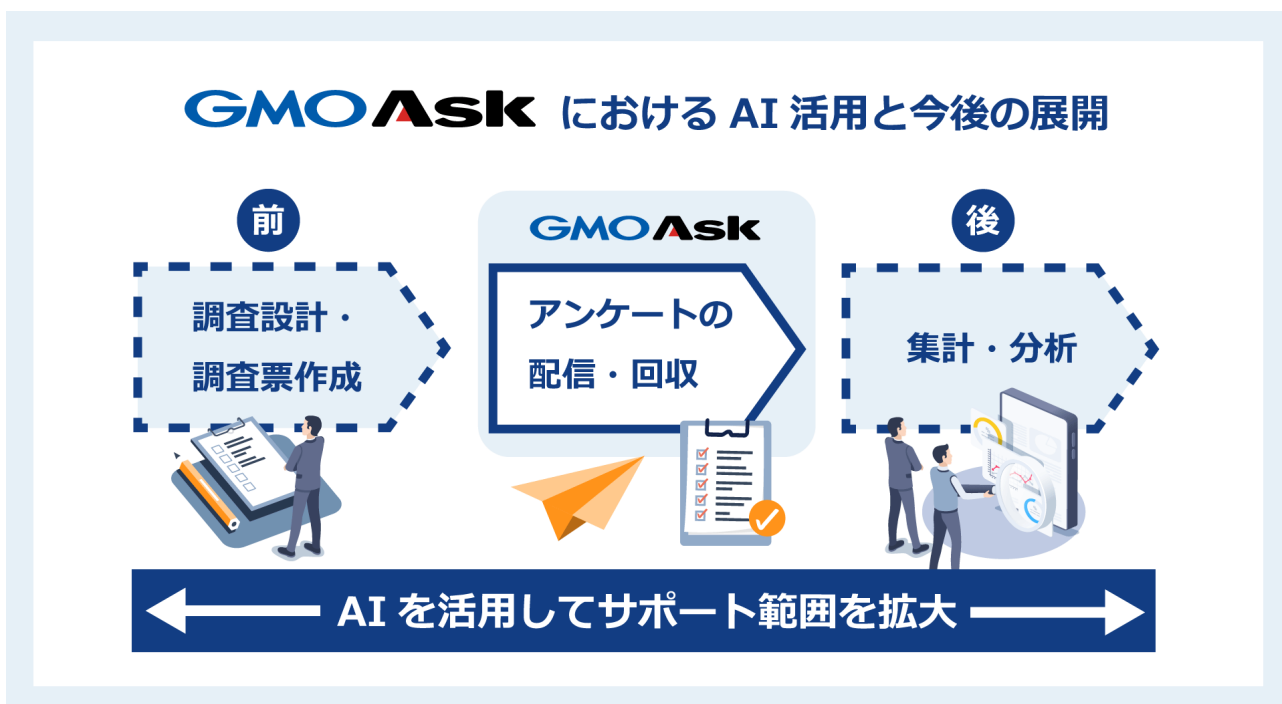 GMO Ask における AI 活用と今後の展開
前
GMO Ask
後
調査設計・
調査票作成
アンケートの
配信・回収
集計・分析
AI を活用してサポート範囲を拡大